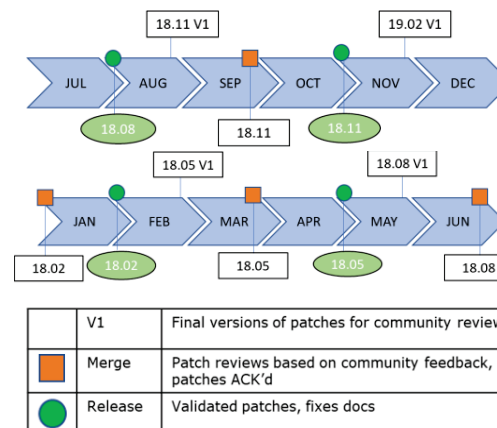 18.11 V1
19.02 V1
JUL AUG SEP OCT NOV DEC
18.08 18.11 18.11
18.05 V1
18.08 V1
JAN FEB MAR APR MAY JUN
18.02 18.02 18.05 18.05 18.08
V1 Final versions of patches for community review
Merge Patch reviews based on community feedback,
patches ACK'd
Release Validated patches, fixes docs